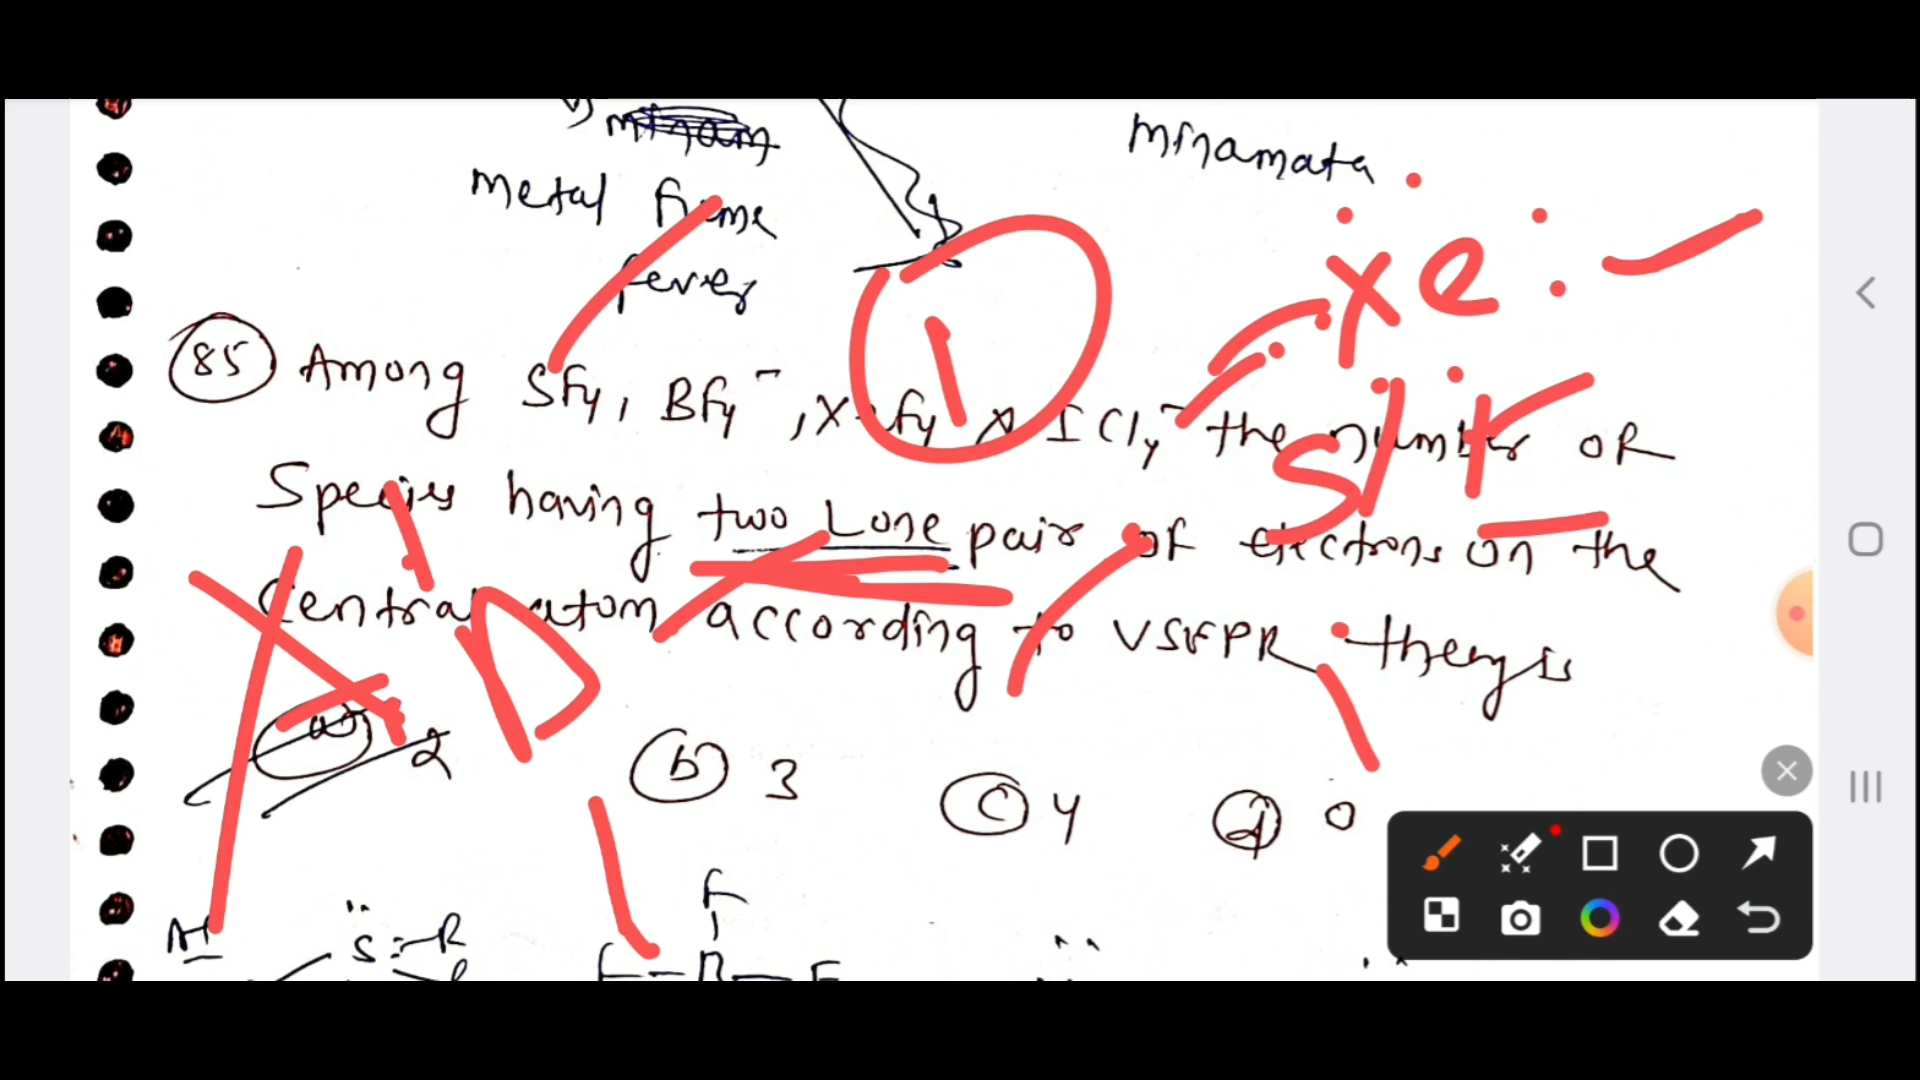 Minamata
Metal fume
fever
1
xe
85 Among SF4, BF4⁻, XeF4 & ICl4⁻ the number of
Species having two Lone pair of electrons on the
Central atom according to VSEPR theory is
(a) 2 (b) 3 (c) 4 (d) 0
F
S
F B F